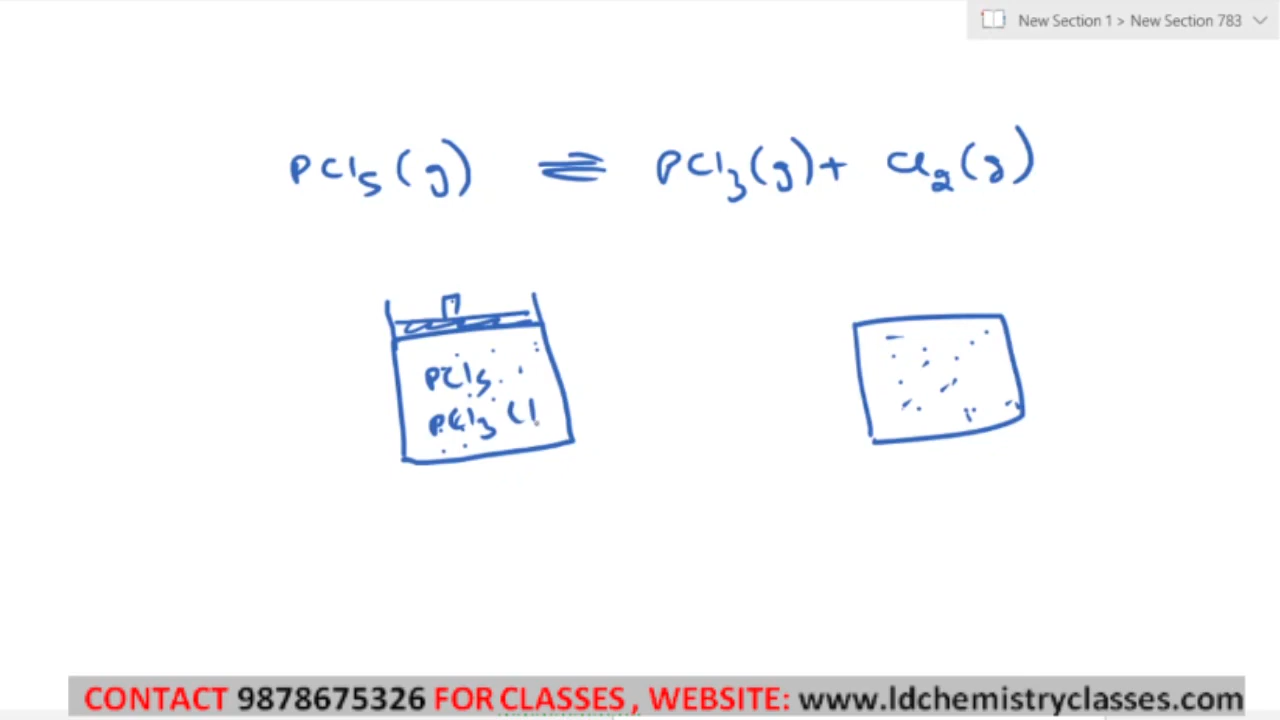 New Section 1 > New Section 783
PCl5(g) ⇌ PCl3(g) + Cl2(g)
PCl5
PCl3 Cl
CONTACT 9878675326 FOR CLASSES , WEBSITE: www.ldchemistryclasses.com